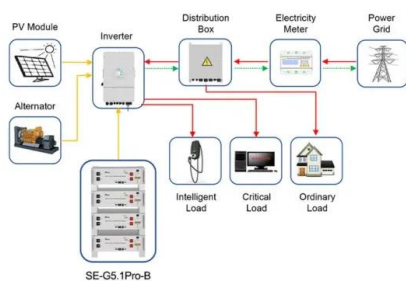 PV Module
Inverter
Distribution
Box
Electricity
Meter
Power
Grid
Alternator
Intelligent
Load
Critical
Load
Ordinary
Load
SE-G5.1Pro-B